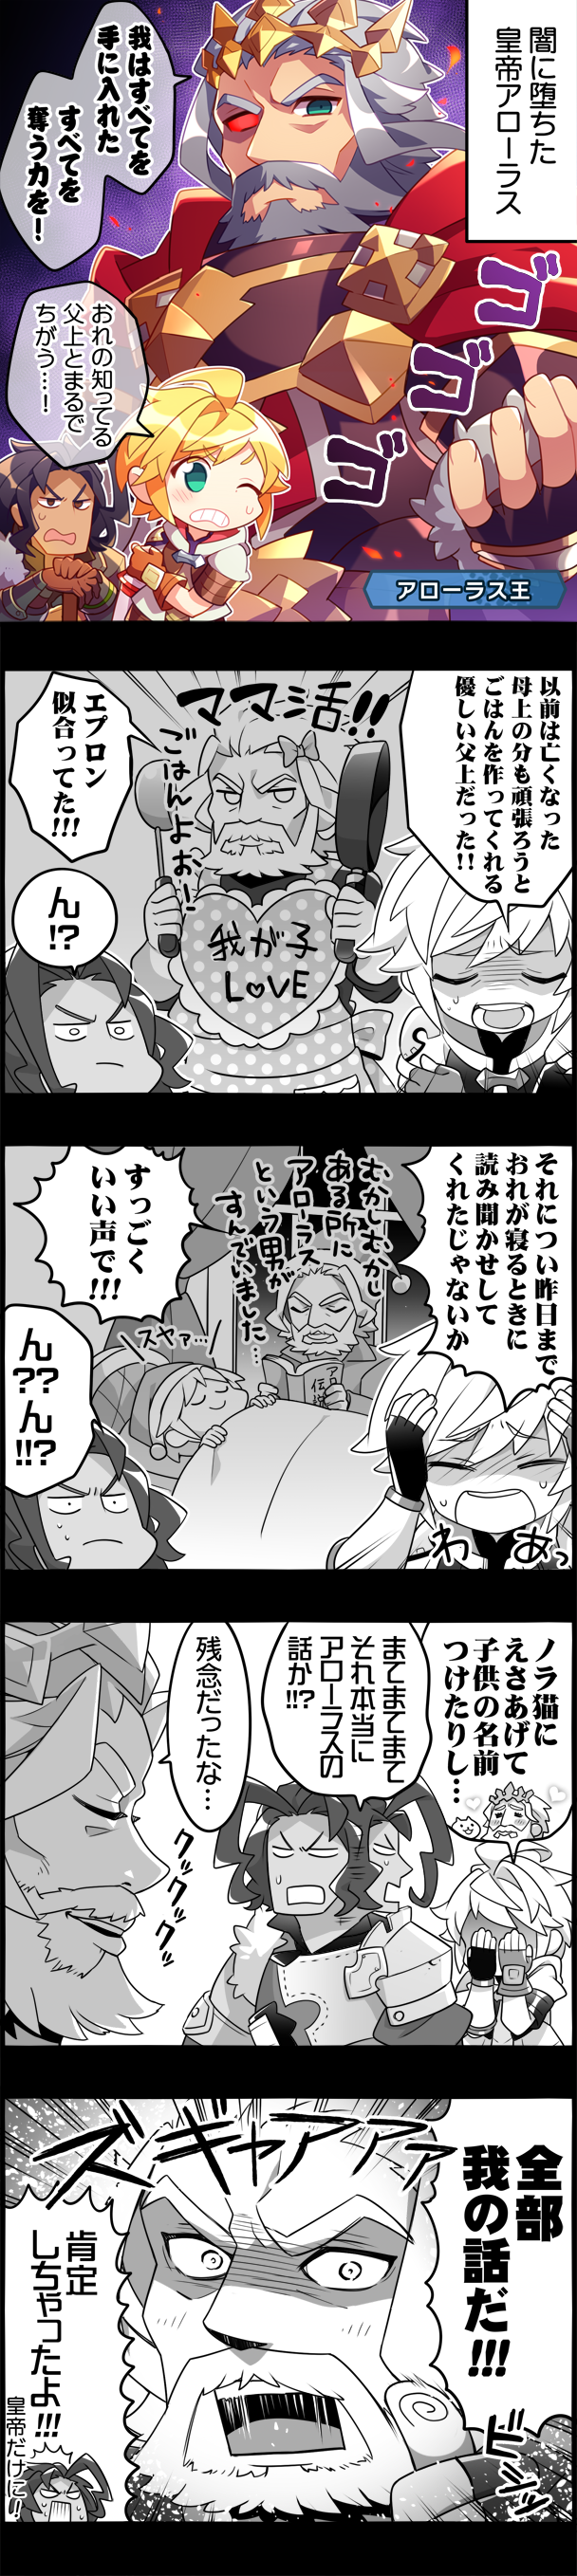 闇に堕ちた
皇帝アローラス
我はすべてを
手に入れた
すべてを
奪う力を!
おれの知ってる
父上とまるで
ちがう…!
ゴゴゴ
アローラス王
以前は亡くなった
母上の分も頑張ろうと
ごはんを作ってくれる
優しい父上だった!!
ママ活!!
ごはんよぉー!
我が子
LOVE
エプロン
似合ってた!!!
ん!?
それについ昨日まで
おれが寝るときに
読み聞かせして
くれたじゃないか
むかしむかし
ある所に
アローラス
という男が
すんでいました…
アロ
伝説
すっごく
いい声で!!!
スヤァ…
ん??ん!!?
わあっ
ノラ猫に
えさあげて
子供の名前
つけたりし…
まてまてまて
それ本当に
アローラスの
話か!!?
残念だったな…
クックックッ
ズギャアアアア
全部
我の話だ!!!
ビシッ
肯定
しちゃったよ!!!
皇帝だけに!